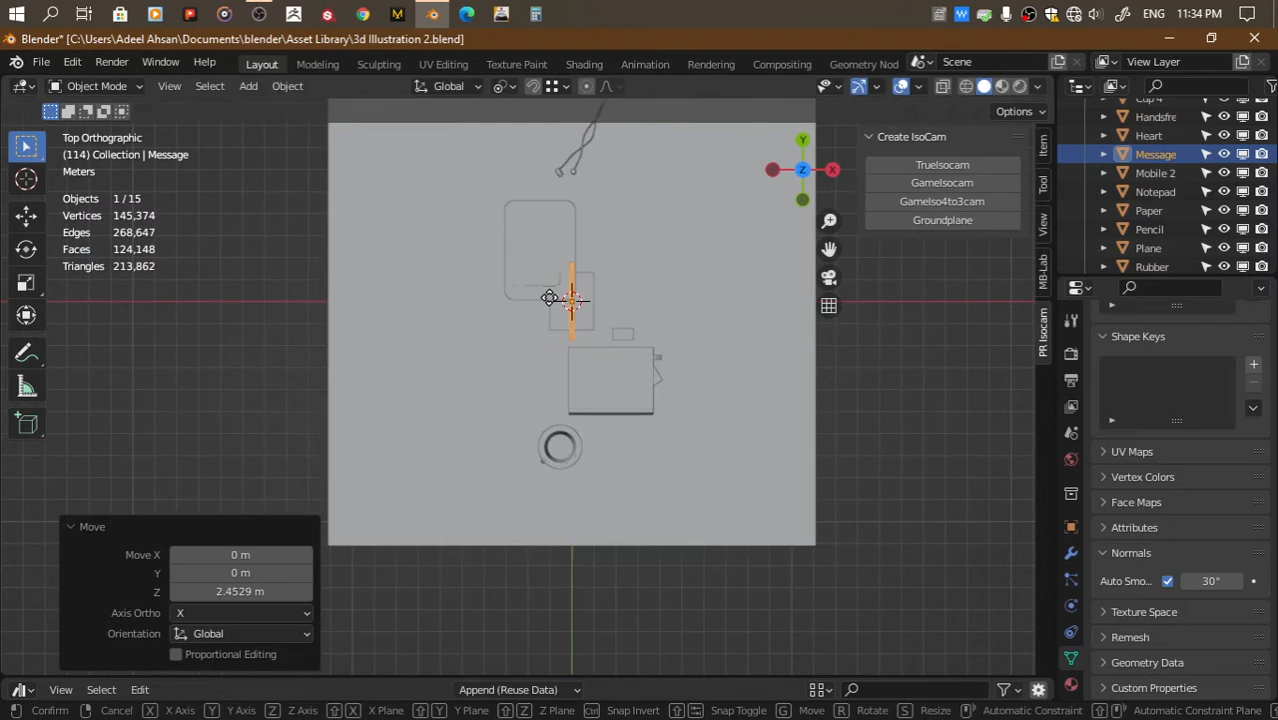 ENG
11:34 PM
Blender* [C:\Users\Adeel Ahsan\Documents\blender\Asset Library\3d Illustration 2.blend]
File Edit Render Window Help
Layout Modeling Sculpting UV Editing Texture Paint Shading Animation Rendering Compositing Geometry Nod
Scene
View Layer
Object Mode View Select Add Object
Global
Options
Top Orthographic
(114) Collection | Message
Meters
Objects 1 / 15
Vertices 145,374
Edges 268,647
Faces 124,148
Triangles 213,862
Y
Z
X
Create IsoCam
TrueIsocam
GameIsocam
GameIso4to3cam
Groundplane
Item
Tool
View
MB-Lab
PR Isocam
Cup 4
Handsfre
Heart
Message
Mobile 2
Notepad
Paper
Pencil
Plane
Rubber
Shape Keys
UV Maps
Vertex Colors
Face Maps
Attributes
Normals
Auto Smo... 30°
Texture Space
Remesh
Geometry Data
Custom Properties
Move
Move X 0 m
Y 0 m
Z 2.4529 m
Axis Ortho X
Orientation Global
Proportional Editing
View Select Edit
Append (Reuse Data)
Confirm Cancel X X Axis Y Y Axis Z Z Axis X X Plane Y Y Plane Z Z Plane Ctrl Snap Invert Snap Toggle G Move R Rotate S Resize Automatic Constraint Automatic Constraint Plane